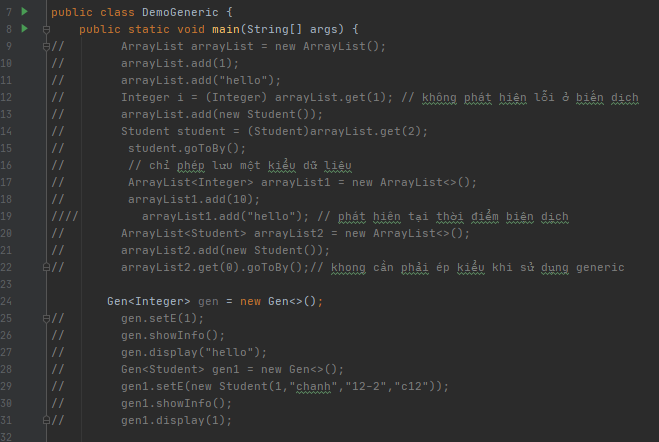 7 public class DemoGeneric {
8 public static void main(String[] args) {
9 // ArrayList arrayList = new ArrayList();
10 // arrayList.add(1);
11 // arrayList.add("hello");
12 // Integer i = (Integer) arrayList.get(1); // không phát hiện lỗi ở biến dịch
13 // arrayList.add(new Student());
14 // Student student = (Student)arrayList.get(2);
15 // student.goToBy();
16 // // chỉ phép lưu một kiểu dữ liêu
17 // ArrayList<Integer> arrayList1 = new ArrayList<>();
18 // arrayList1.add(10);
19 //// arrayList1.add("hello"); // phát hiên tại thời điểm biên dịch
20 // ArrayList<Student> arrayList2 = new ArrayList<>();
21 // arrayList2.add(new Student());
22 // arrayList2.get(0).goToBy();// khong cần phải ép kiểu khi sử dụng generic
23
24 Gen<Integer> gen = new Gen<>();
25 // gen.setE(1);
26 // gen.showInfo();
27 // gen.display("hello");
28 // Gen<Student> gen1 = new Gen<>();
29 // gen1.setE(new Student(1,"chanh","12-2","c12"));
30 // gen1.showInfo();
31 // gen1.display(1);
32